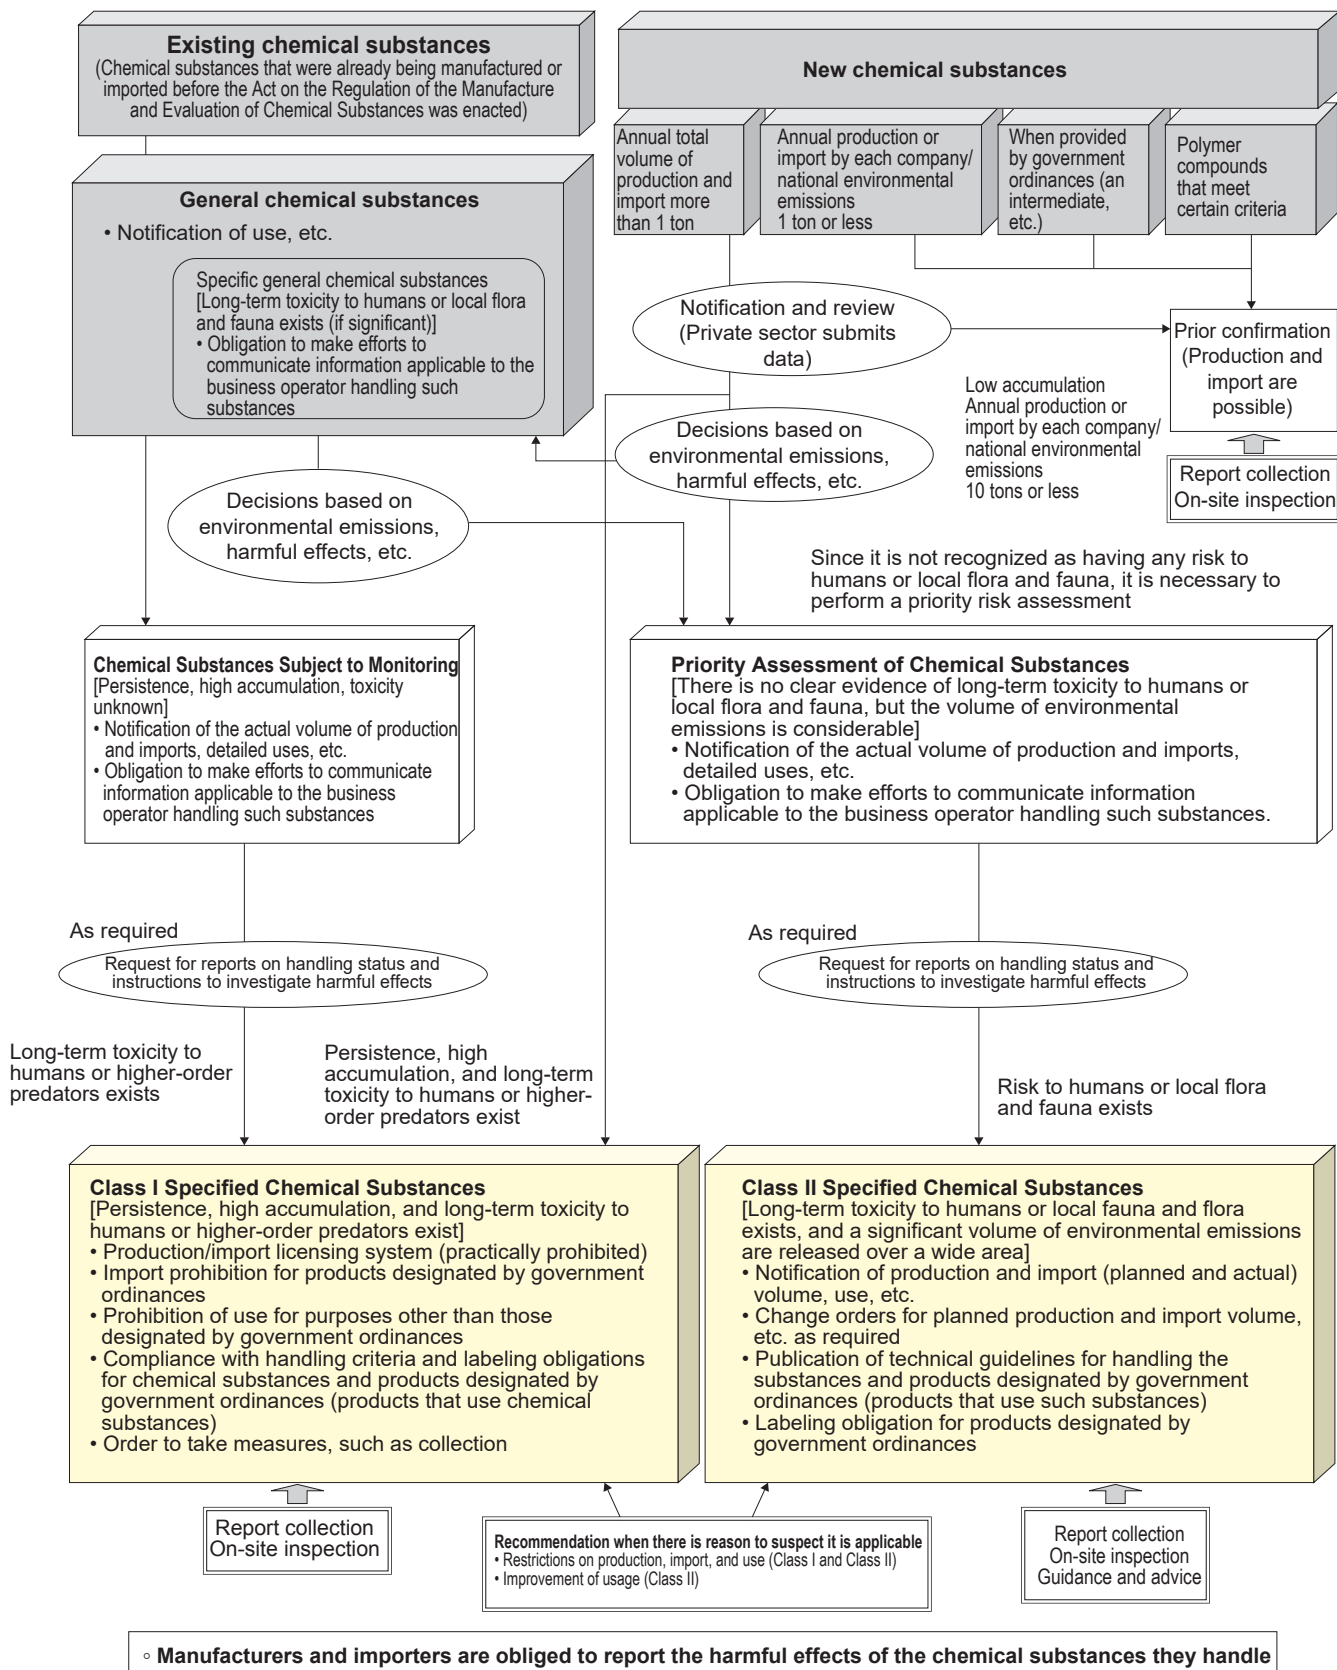 Existing chemical substances
(Chemical substances that were already being manufactured or
imported before the Act on the Regulation of the Manufacture
and Evaluation of Chemical Substances was enacted)
New chemical substances
Annual total
volume of
production and
import more
than 1 ton
Annual production or
import by each company/
national environmental
emissions
1 ton or less
When provided
by government
ordinances (an
intermediate,
etc.)
Polymer
compounds
that meet
certain criteria
General chemical substances
• Notification of use, etc.
Specific general chemical substances
[Long-term toxicity to humans or local flora
and fauna exists (if significant)]
• Obligation to make efforts to
communicate information applicable to the
business operator handling such
substances
Notification and review
(Private sector submits
data)
Prior confirmation
(Production and
import are
possible)
Low accumulation
Annual production or
import by each company/
national environmental
emissions
10 tons or less
Report collection
On-site inspection
Decisions based on
environmental emissions,
harmful effects, etc.
Decisions based on
environmental emissions,
harmful effects, etc.
Since it is not recognized as having any risk to
humans or local flora and fauna, it is necessary to
perform a priority risk assessment
Chemical Substances Subject to Monitoring
[Persistence, high accumulation, toxicity
unknown]
• Notification of the actual volume of production
and imports, detailed uses, etc.
• Obligation to make efforts to communicate
information applicable to the business
operator handling such substances
Priority Assessment of Chemical Substances
[There is no clear evidence of long-term toxicity to humans or
local flora and fauna, but the volume of environmental
emissions is considerable]
• Notification of the actual volume of production and imports,
detailed uses, etc.
• Obligation to make efforts to communicate information
applicable to the business operator handling such substances.
As required
Request for reports on handling status and
instructions to investigate harmful effects
As required
Request for reports on handling status and
instructions to investigate harmful effects
Long-term toxicity to
humans or higher-order
predators exists
Persistence, high
accumulation, and long-term
toxicity to humans or higher-
order predators exist
Risk to humans or local flora
and fauna exists
Class I Specified Chemical Substances
[Persistence, high accumulation, and long-term toxicity to
humans or higher-order predators exist]
• Production/import licensing system (practically prohibited)
• Import prohibition for products designated by government
ordinances
• Prohibition of use for purposes other than those
designated by government ordinances
• Compliance with handling criteria and labeling obligations
for chemical substances and products designated by
government ordinances (products that use chemical
substances)
• Order to take measures, such as collection
Class II Specified Chemical Substances
[Long-term toxicity to humans or local fauna and flora
exists, and a significant volume of environmental emissions
are released over a wide area]
• Notification of production and import (planned and actual)
volume, use, etc.
• Change orders for planned production and import volume,
etc. as required
• Publication of technical guidelines for handling the
substances and products designated by government
ordinances (products that use such substances)
• Labeling obligation for products designated by
government ordinances
Report collection
On-site inspection
Recommendation when there is reason to suspect it is applicable
• Restrictions on production, import, and use (Class I and Class II)
• Improvement of usage (Class II)
Report collection
On-site inspection
Guidance and advice
◦ Manufacturers and importers are obliged to report the harmful effects of the chemical substances they handle